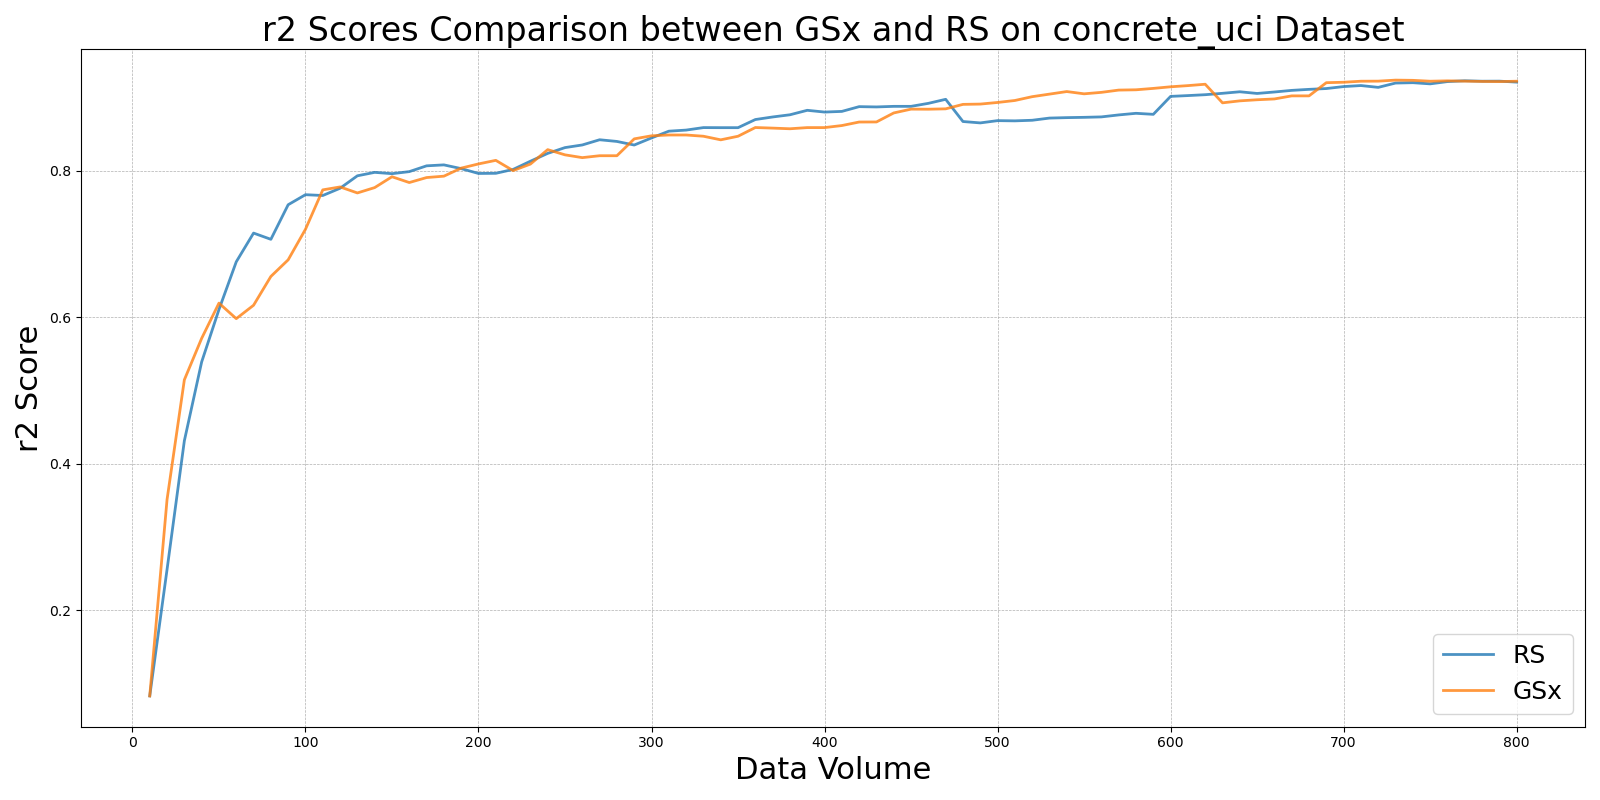 r2 Scores Comparison between GSx and RS on concrete_uci Dataset
r2 Score
0.8
0.6
0.4
0.2
0 100 200 300 400 500 600 700 800
Data Volume
RS
GSx